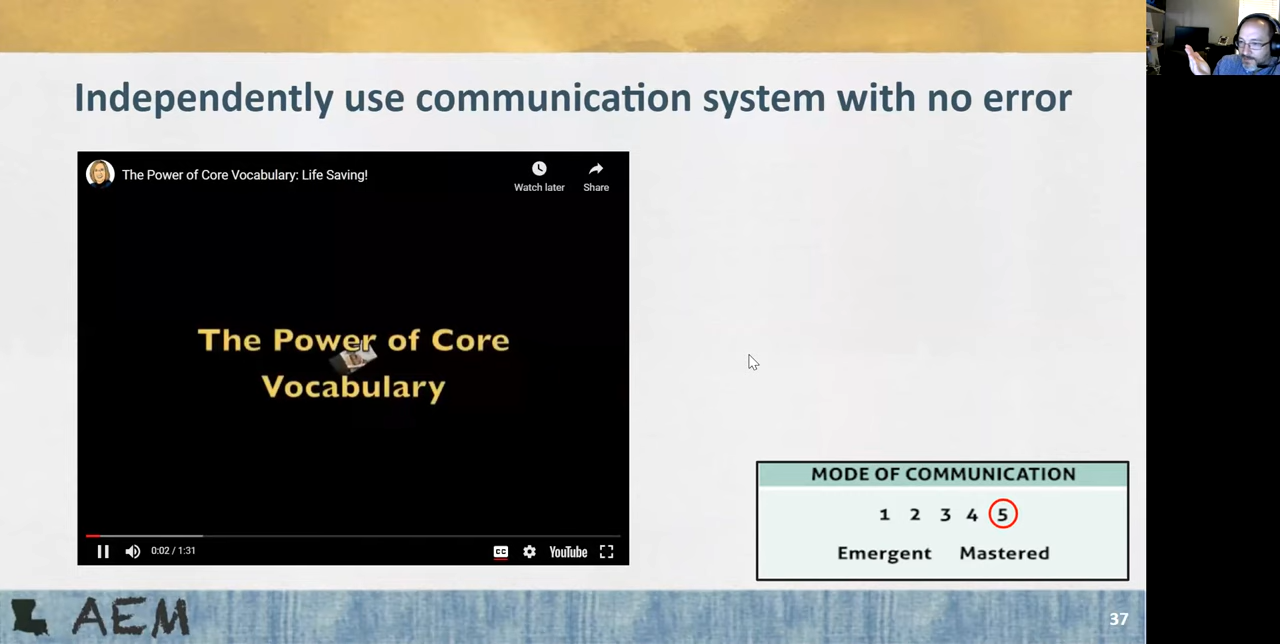 Independently use communication system with no error
The Power of Core Vocabulary: Life Saving!
Watch later
Share
The Power of Core
Vocabulary
0:02 / 1:31
CC
YouTube
MODE OF COMMUNICATION
1 2 3 4 5
Emergent Mastered
AEM
37